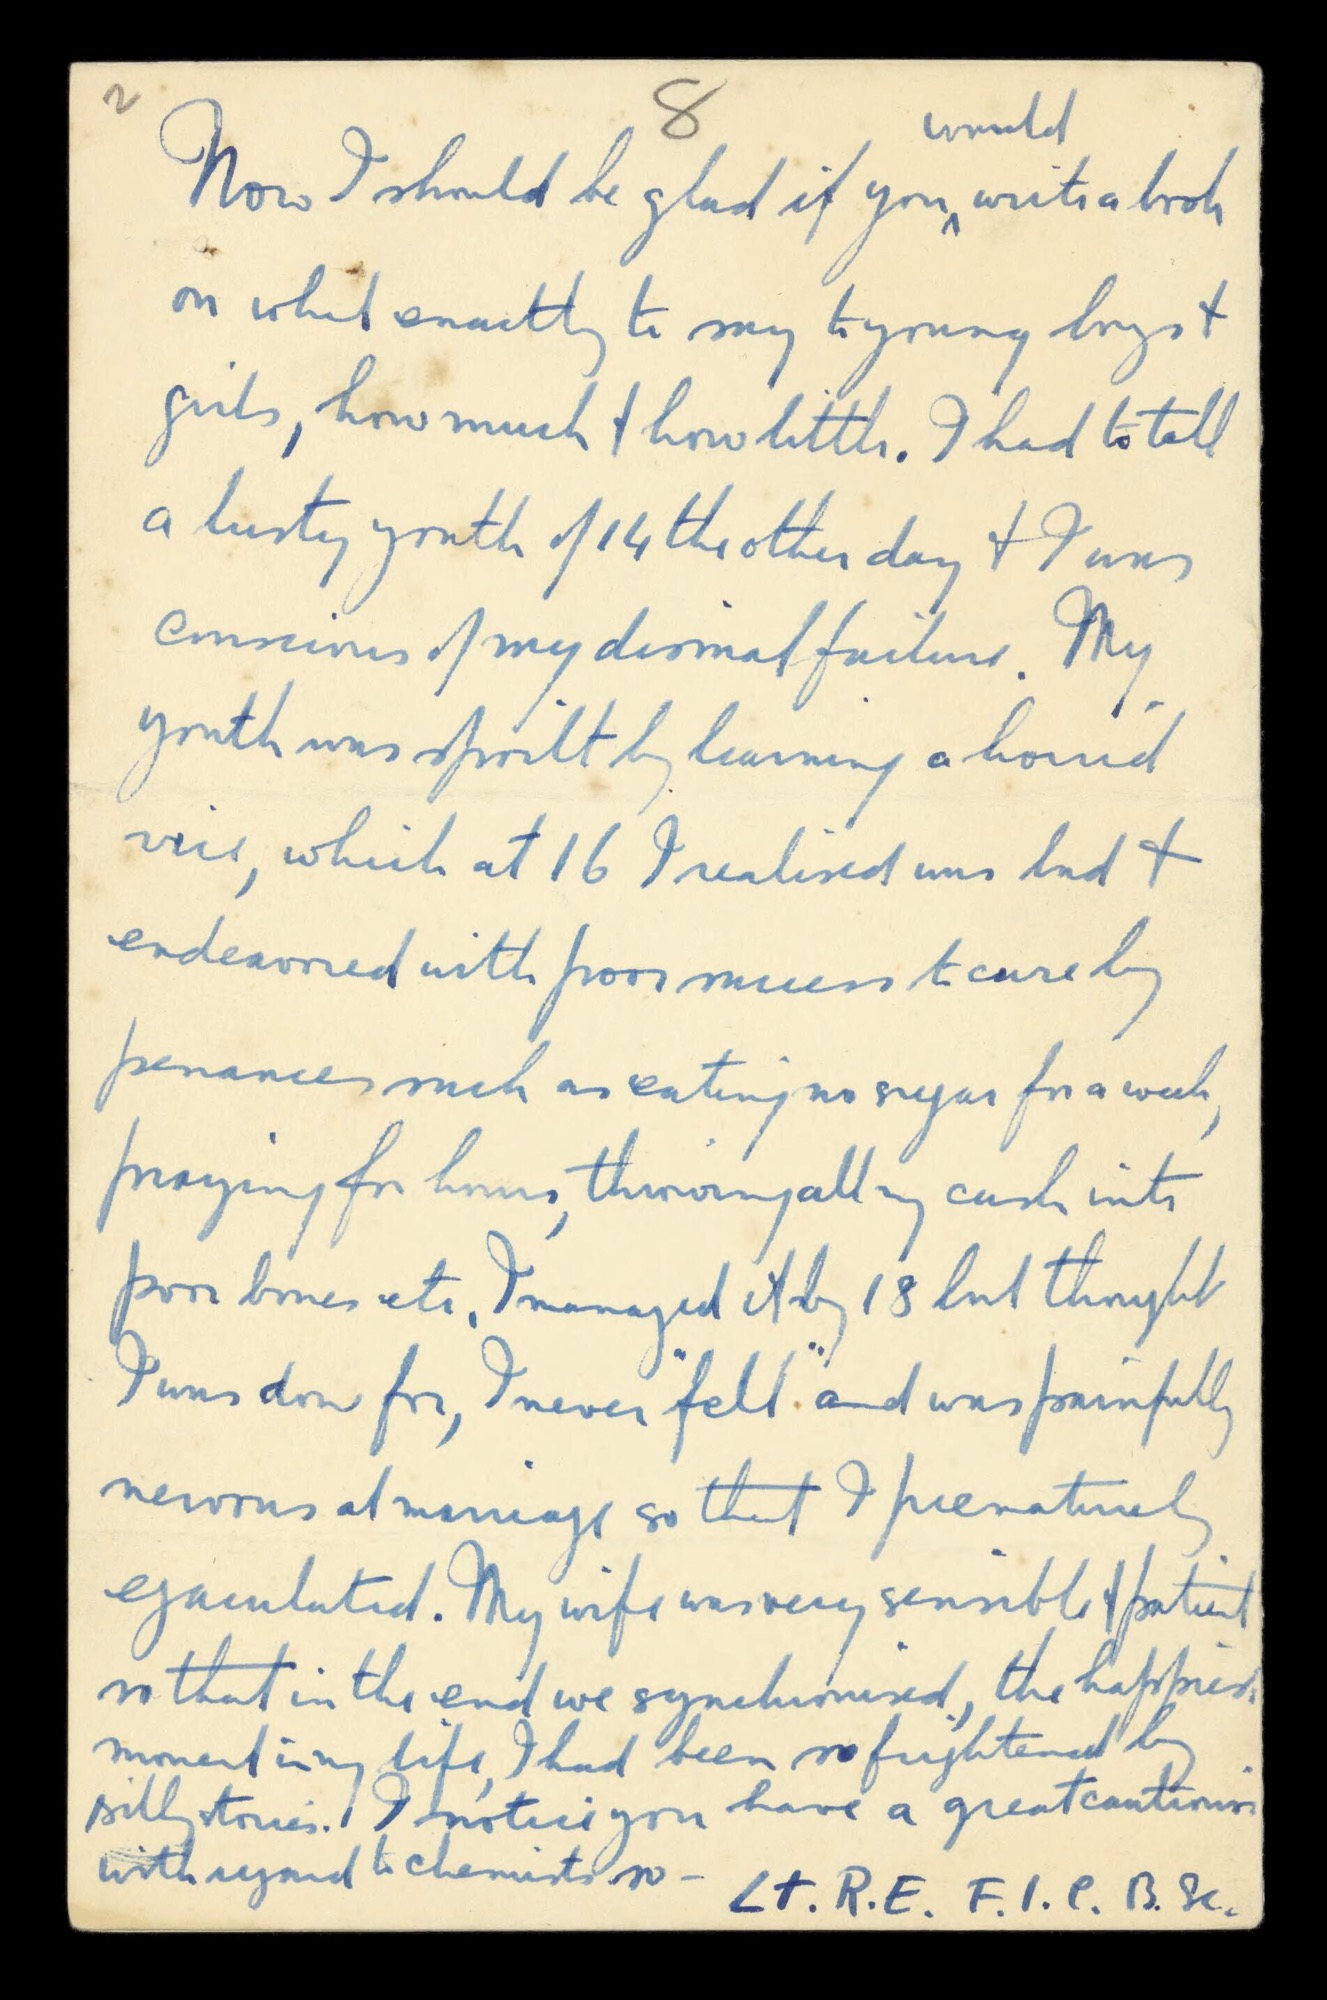 2
8
Now I should be glad if you ^ would write a book
on what exactly to say to young boys &
girls, how much & how little. I had to tell
a lusty youth of 14 the other day & I was
conscious of my dismal failure. My
youth was spoilt by learning a horrid
vice, which at 16 I realised was bad &
endeavored with poor success to cure by
penances such as eating no sugar for a week,
praying for hours, throwing all my cash into
poor boxes etc. I managed it by 18 but thought
I was done for, I never "fell" and was painfully
nervous at marriage so that I prematurely
ejaculated. My wife was very sensible & patient
so that in the end we synchronised, the happiest
moment in my life, I had been so frightened by
silly stories. I notice you have a great cautious
with regard to chemists so -
Lt. R.E. F.I.C. B.Sc.